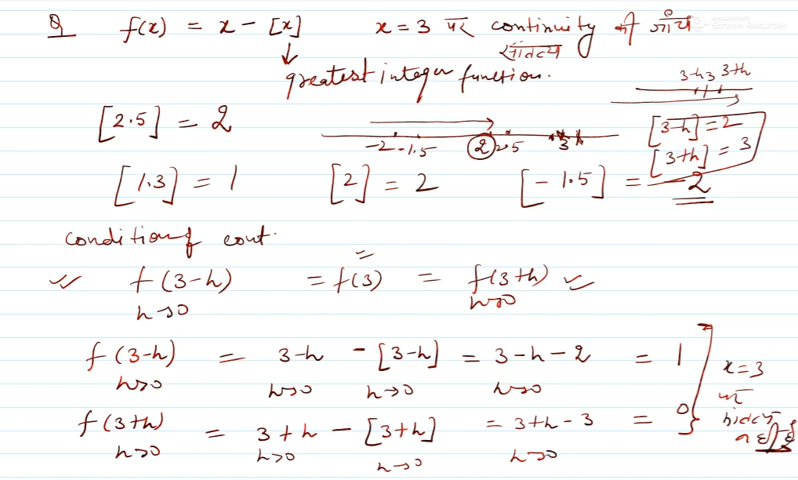 Q f(x) = x - [x] x = 3 पर continuity की जाँच
सांतत्य
greatest integer function.
3-h 3 3+h
[2.5] = 2
-2 -1.5 2 2.5 3
[3-h] = 2
[3+h] = 3
[1.3] = 1 [2] = 2 [-1.5] = -2
condition of cont.
f(3-h) = f(3) = f(3+h)
h→0 h→0
f(3-h) = 3-h - [3-h] = 3-h-2 = 1
h→0 h→0 h→0 h→0
x=3
पर
f(3+h) = 3+h - [3+h] = 3+h-3 = 0
h→0 h→0 h→0 h→0
सांतत्य
नहीं है